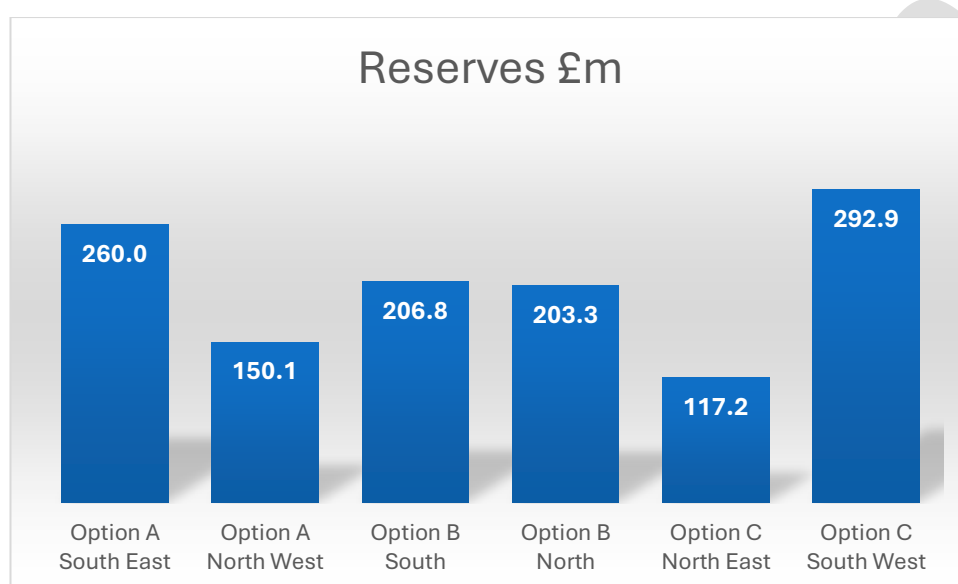 Reserves £m
260.0
150.1
206.8
203.3
117.2
292.9
Option A
South East
Option A
North West
Option B
South
Option B
North
Option C
North East
Option C
South West